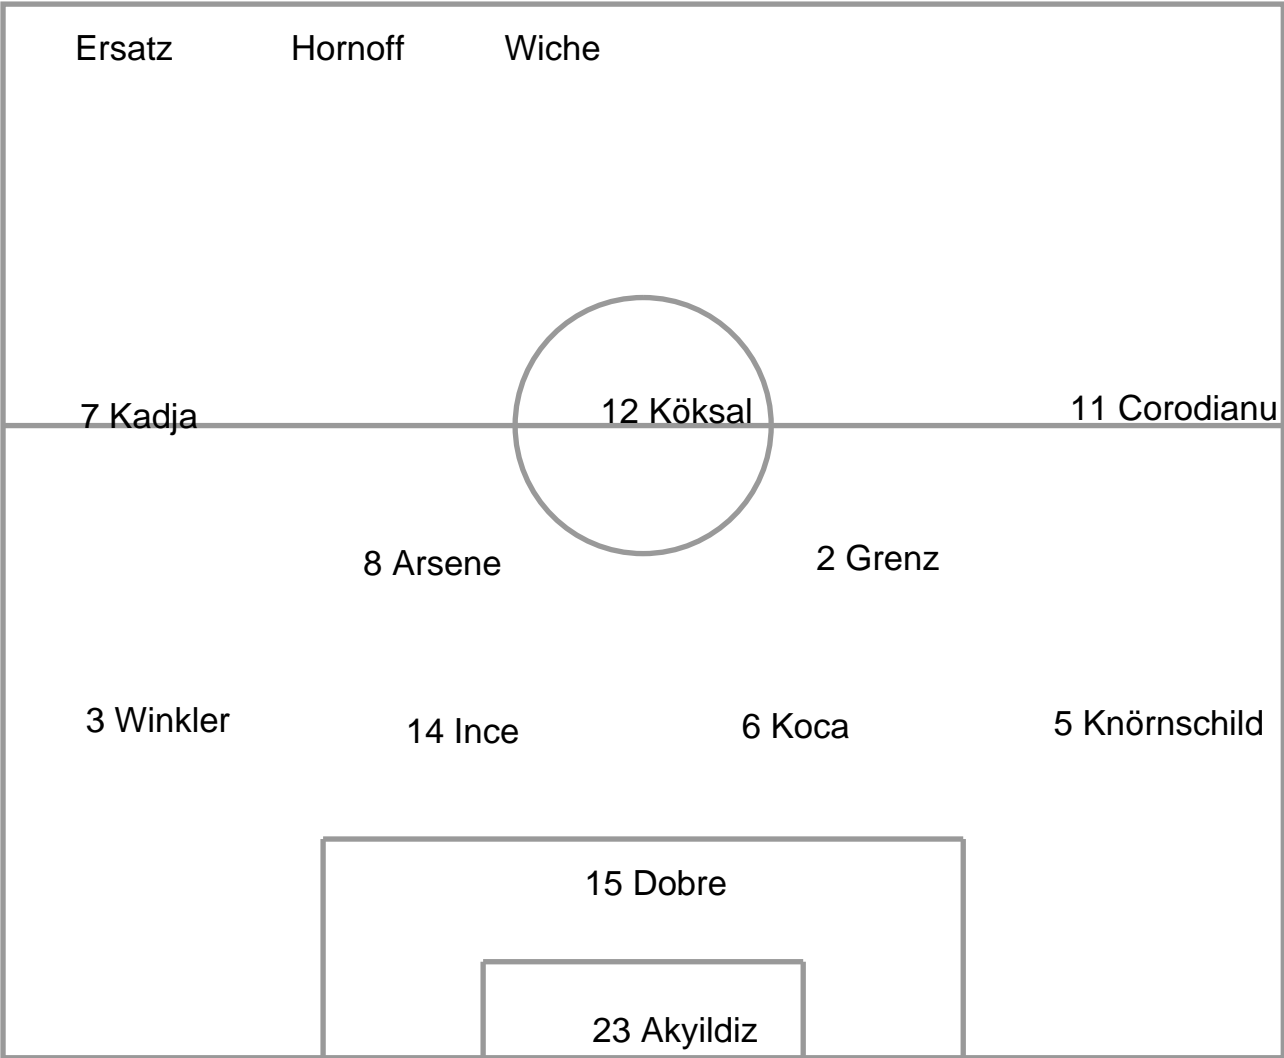 Ersatz Hornoff Wiche
7 Kadja 12 Köksal 11 Corodianu
8 Arsene 2 Grenz
3 Winkler 14 Ince 6 Koca 5 Knörnschild
15 Dobre
23 Akyildiz